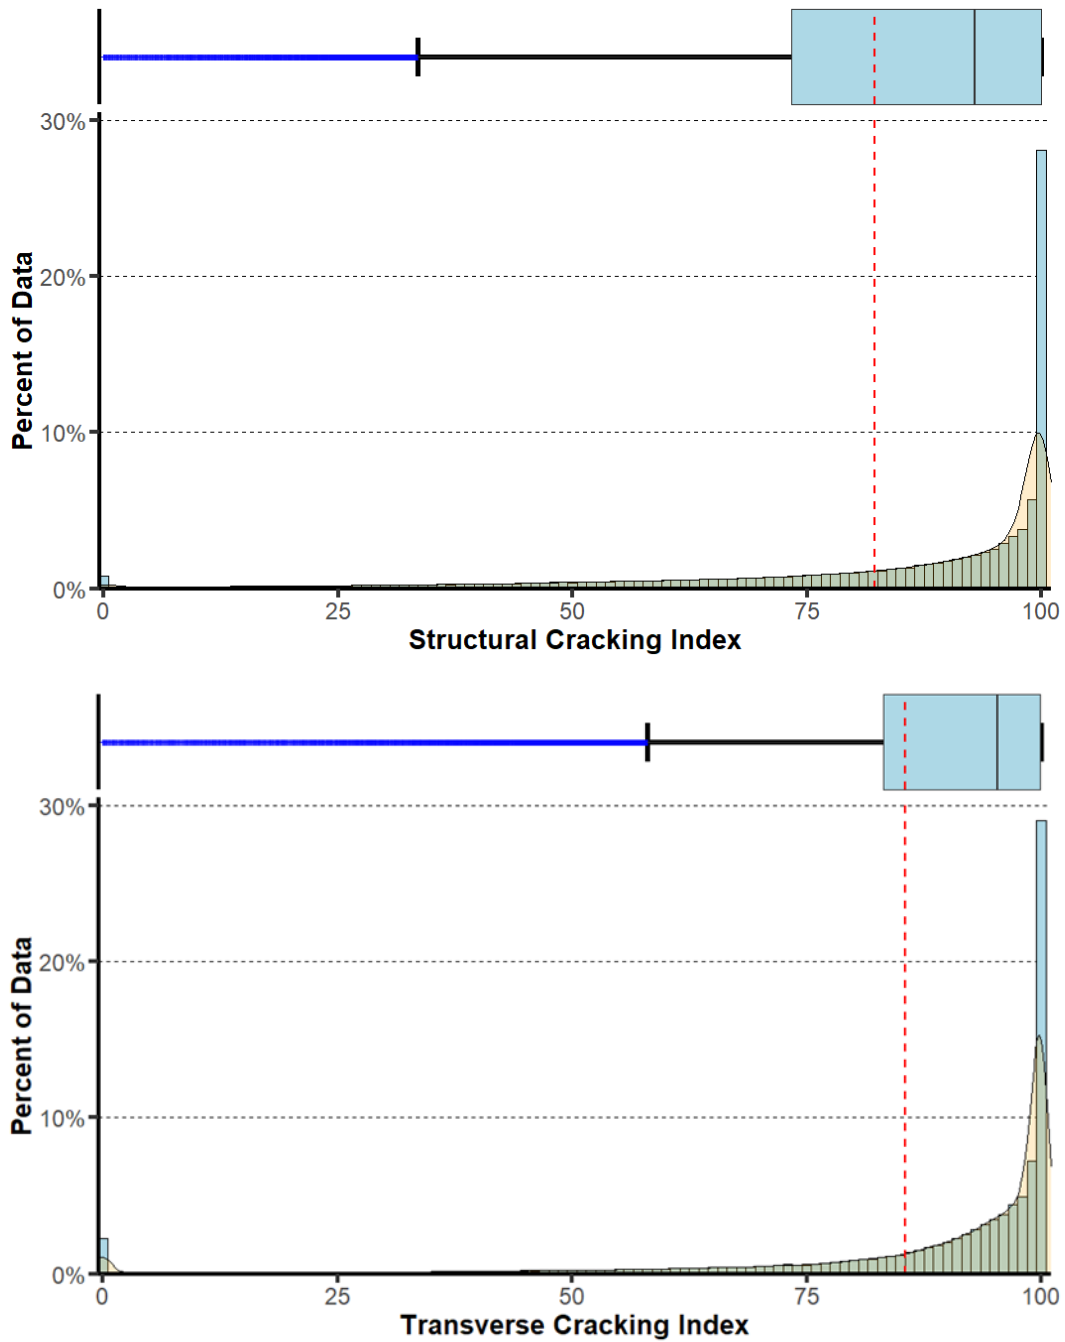 30%
20%
10%
0%
Percent of Data
0 25 50 75 100
Structural Cracking Index
30%
20%
10%
0%
Percent of Data
0 25 50 75 100
Transverse Cracking Index